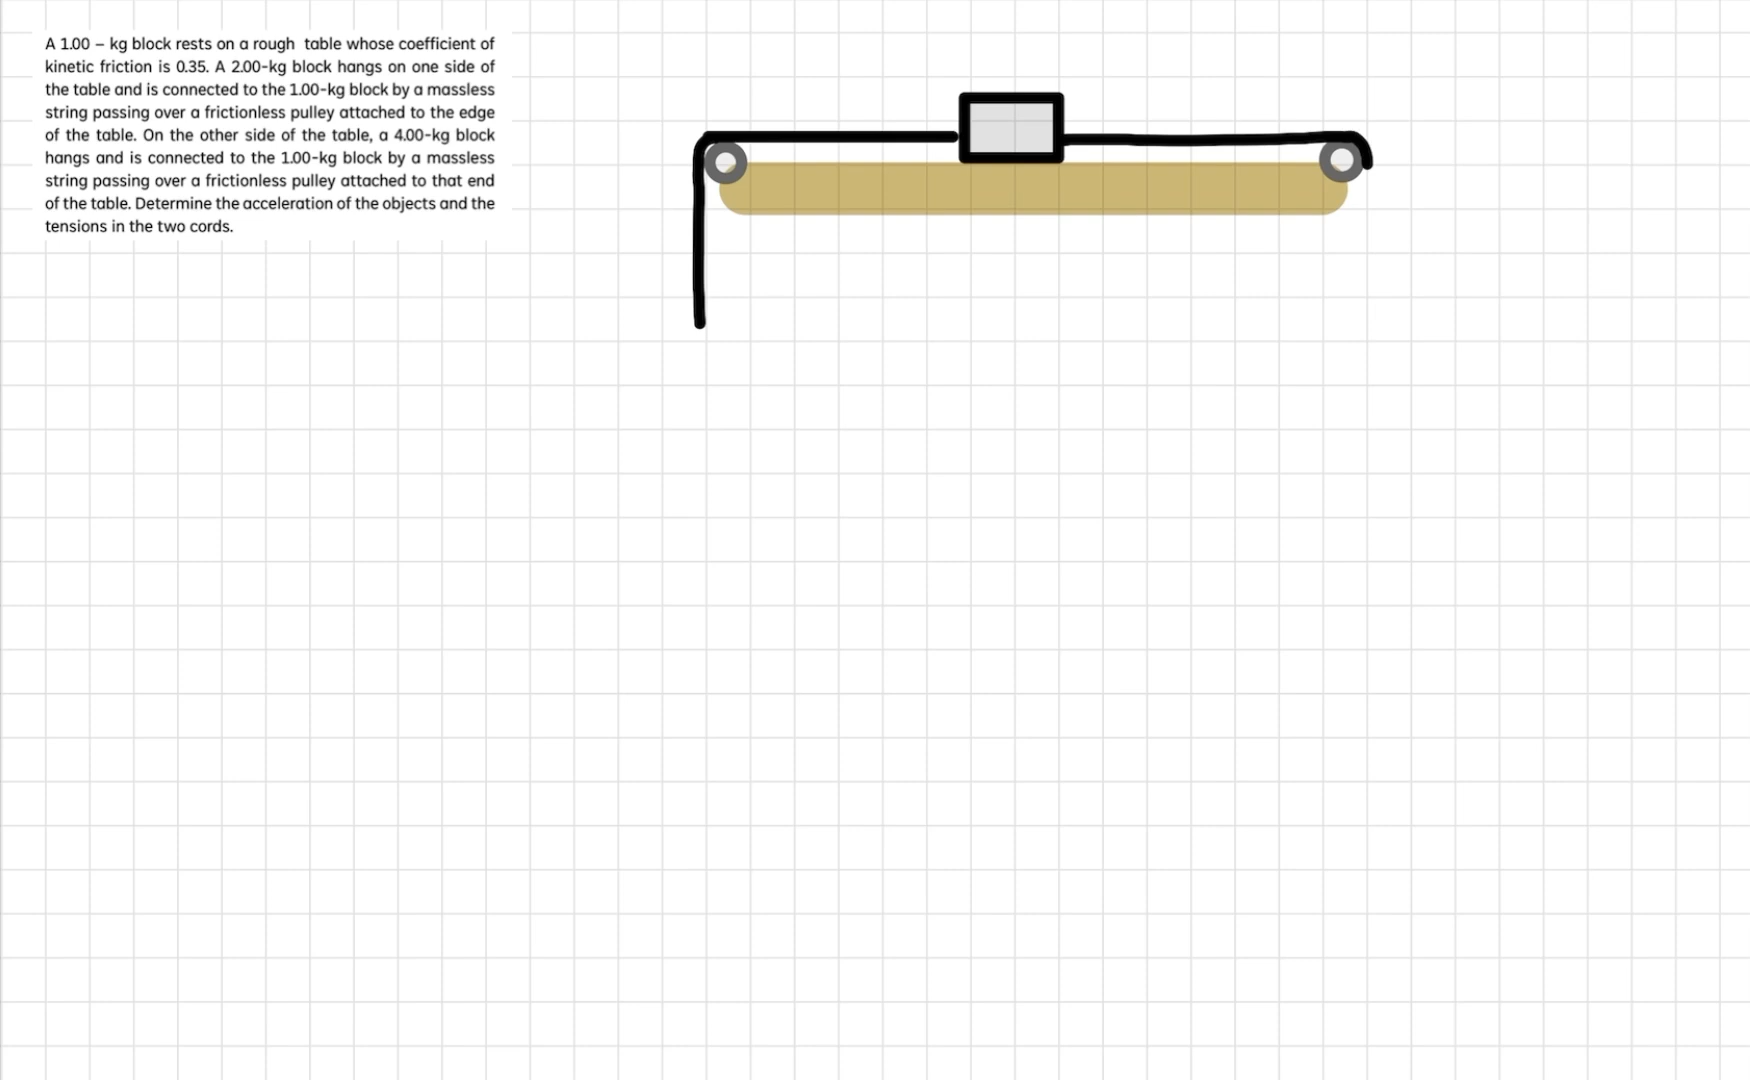 A 1.00 – kg block rests on a rough table whose coefficient of
kinetic friction is 0.35. A 2.00-kg block hangs on one side of
the table and is connected to the 1.00-kg block by a massless
string passing over a frictionless pulley attached to the edge
of the table. On the other side of the table, a 4.00-kg block
hangs and is connected to the 1.00-kg block by a massless
string passing over a frictionless pulley attached to that end
of the table. Determine the acceleration of the objects and the
tensions in the two cords.